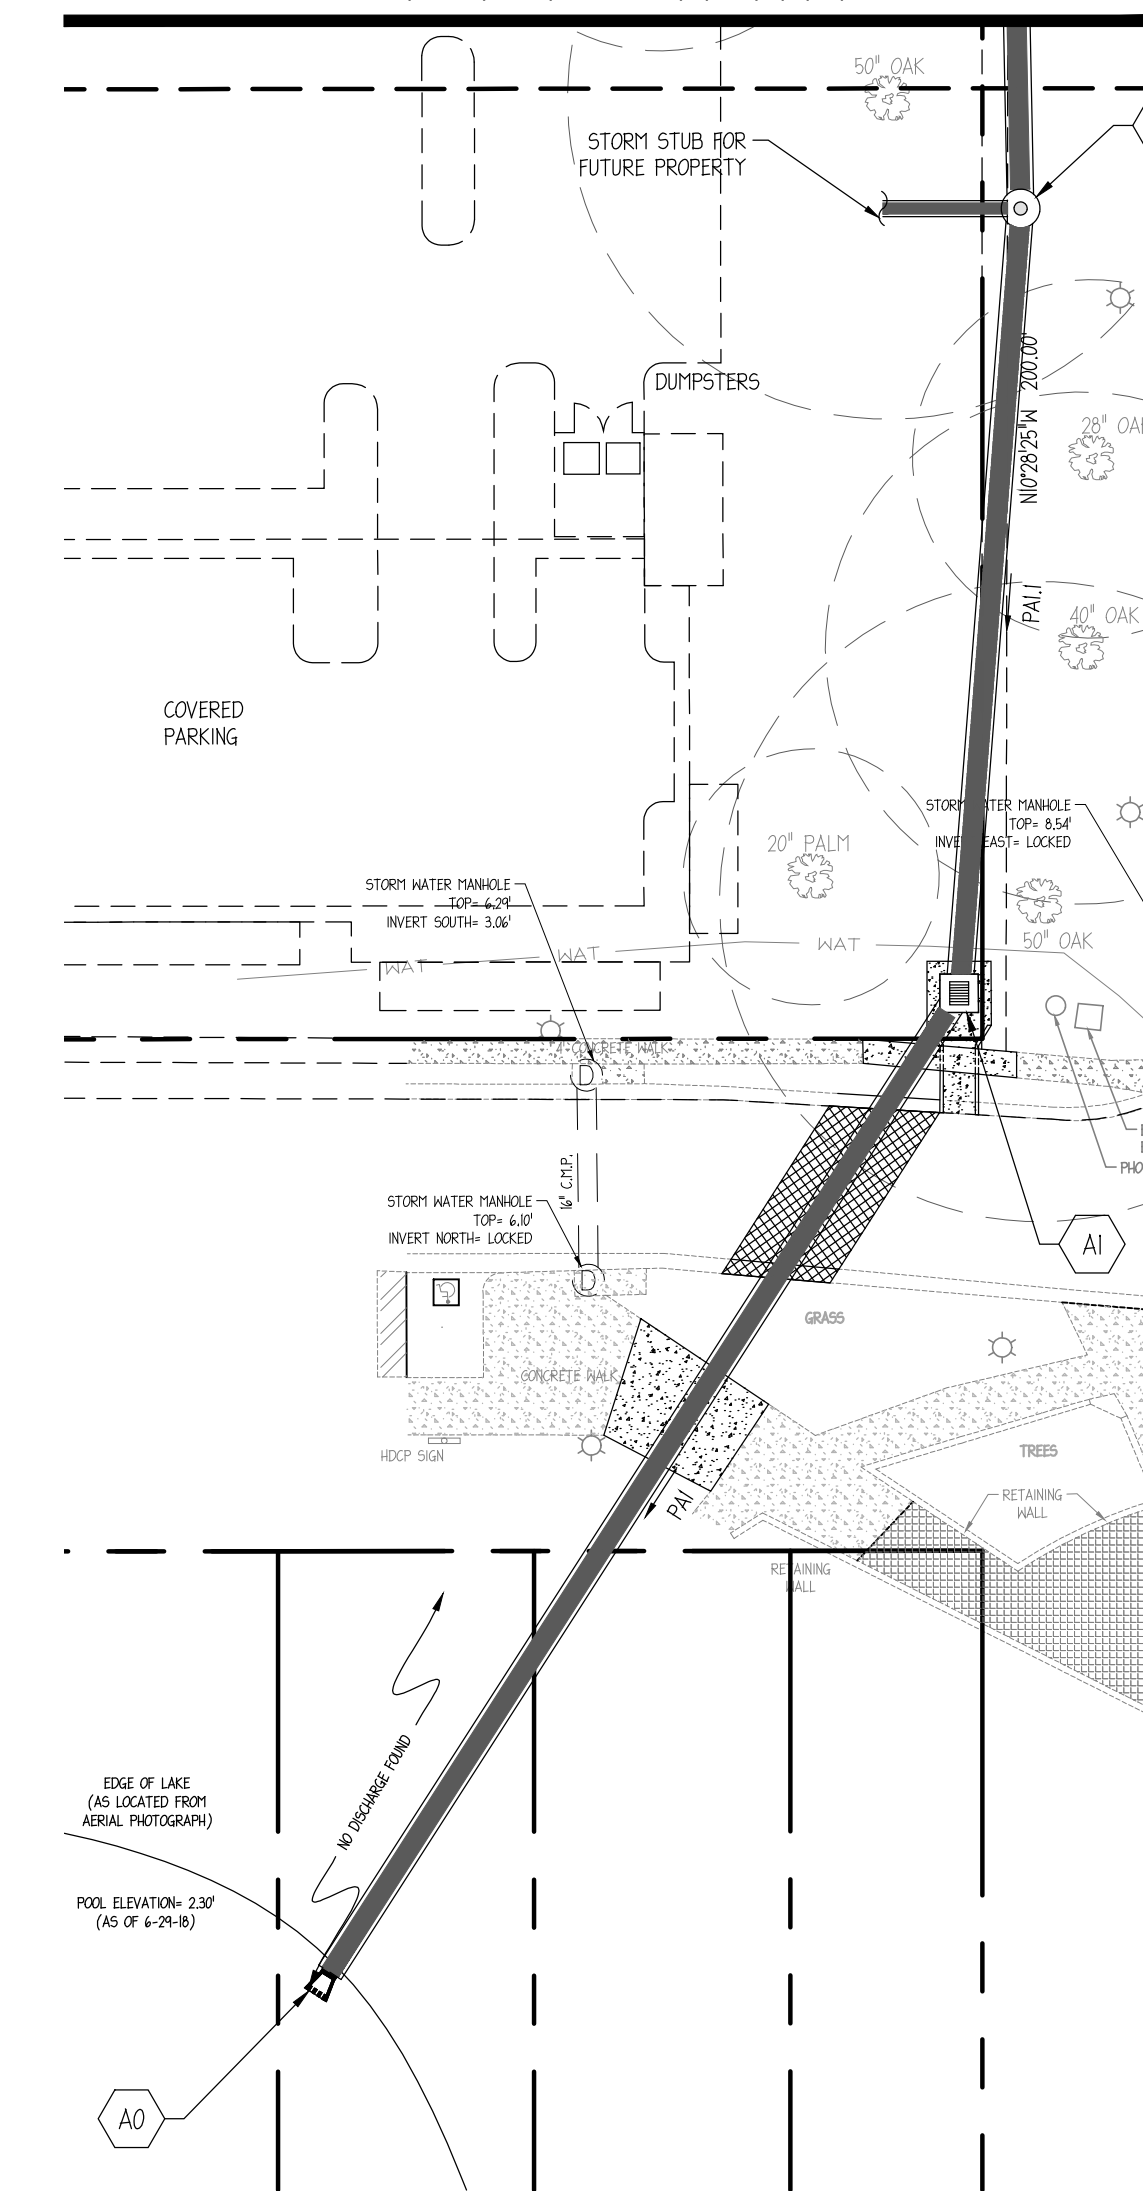 50" OAK
STORM STUB FOR
FUTURE PROPERTY
N10°28'25"W 200.00'
DUMPSTERS
28" OAK
PA1.1
40" OAK
COVERED
PARKING
STORM WATER MANHOLE
TOP= 8.54'
INVERT EAST= LOCKED
20" PALM
STORM WATER MANHOLE
TOP= 6.29'
INVERT SOUTH= 3.06'
50" OAK
WAT
WAT
WAT
CONCRETE WALK
D
16" C.M.P.
PHO
STORM WATER MANHOLE
TOP= 6.10'
INVERT NORTH= LOCKED
A1
D
GRASS
CONCRETE WALK
HDCP SIGN
TREES
RETAINING
WALL
PA1
RETAINING
WALL
NO DISCHARGE FOUND
EDGE OF LAKE
(AS LOCATED FROM
AERIAL PHOTOGRAPH)
POOL ELEVATION= 2.30'
(AS OF 6-29-18)
A0